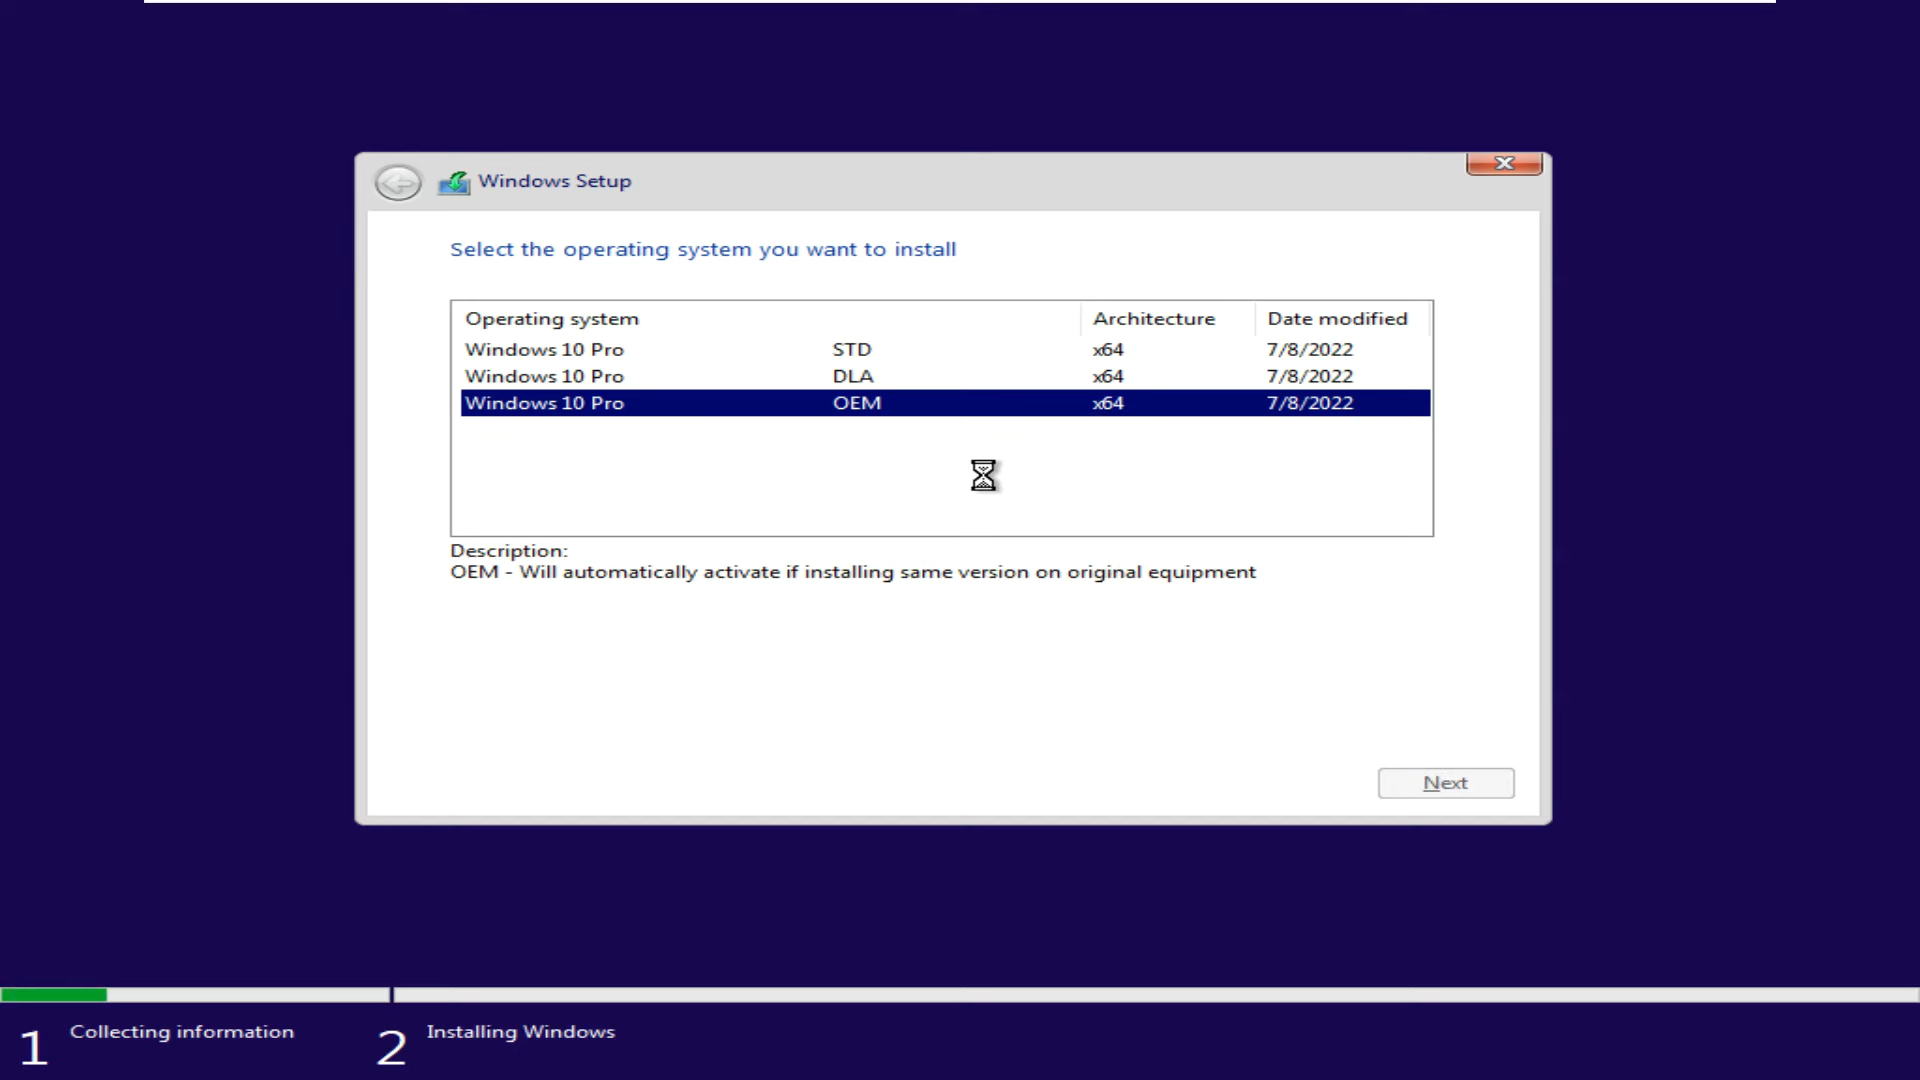 Windows Setup
Select the operating system you want to install
Operating system Architecture Date modified
Windows 10 Pro STD x64 7/8/2022
Windows 10 Pro DLA x64 7/8/2022
Windows 10 Pro OEM x64 7/8/2022
Description:
OEM - Will automatically activate if installing same version on original equipment
Next
1 Collecting information 2 Installing Windows